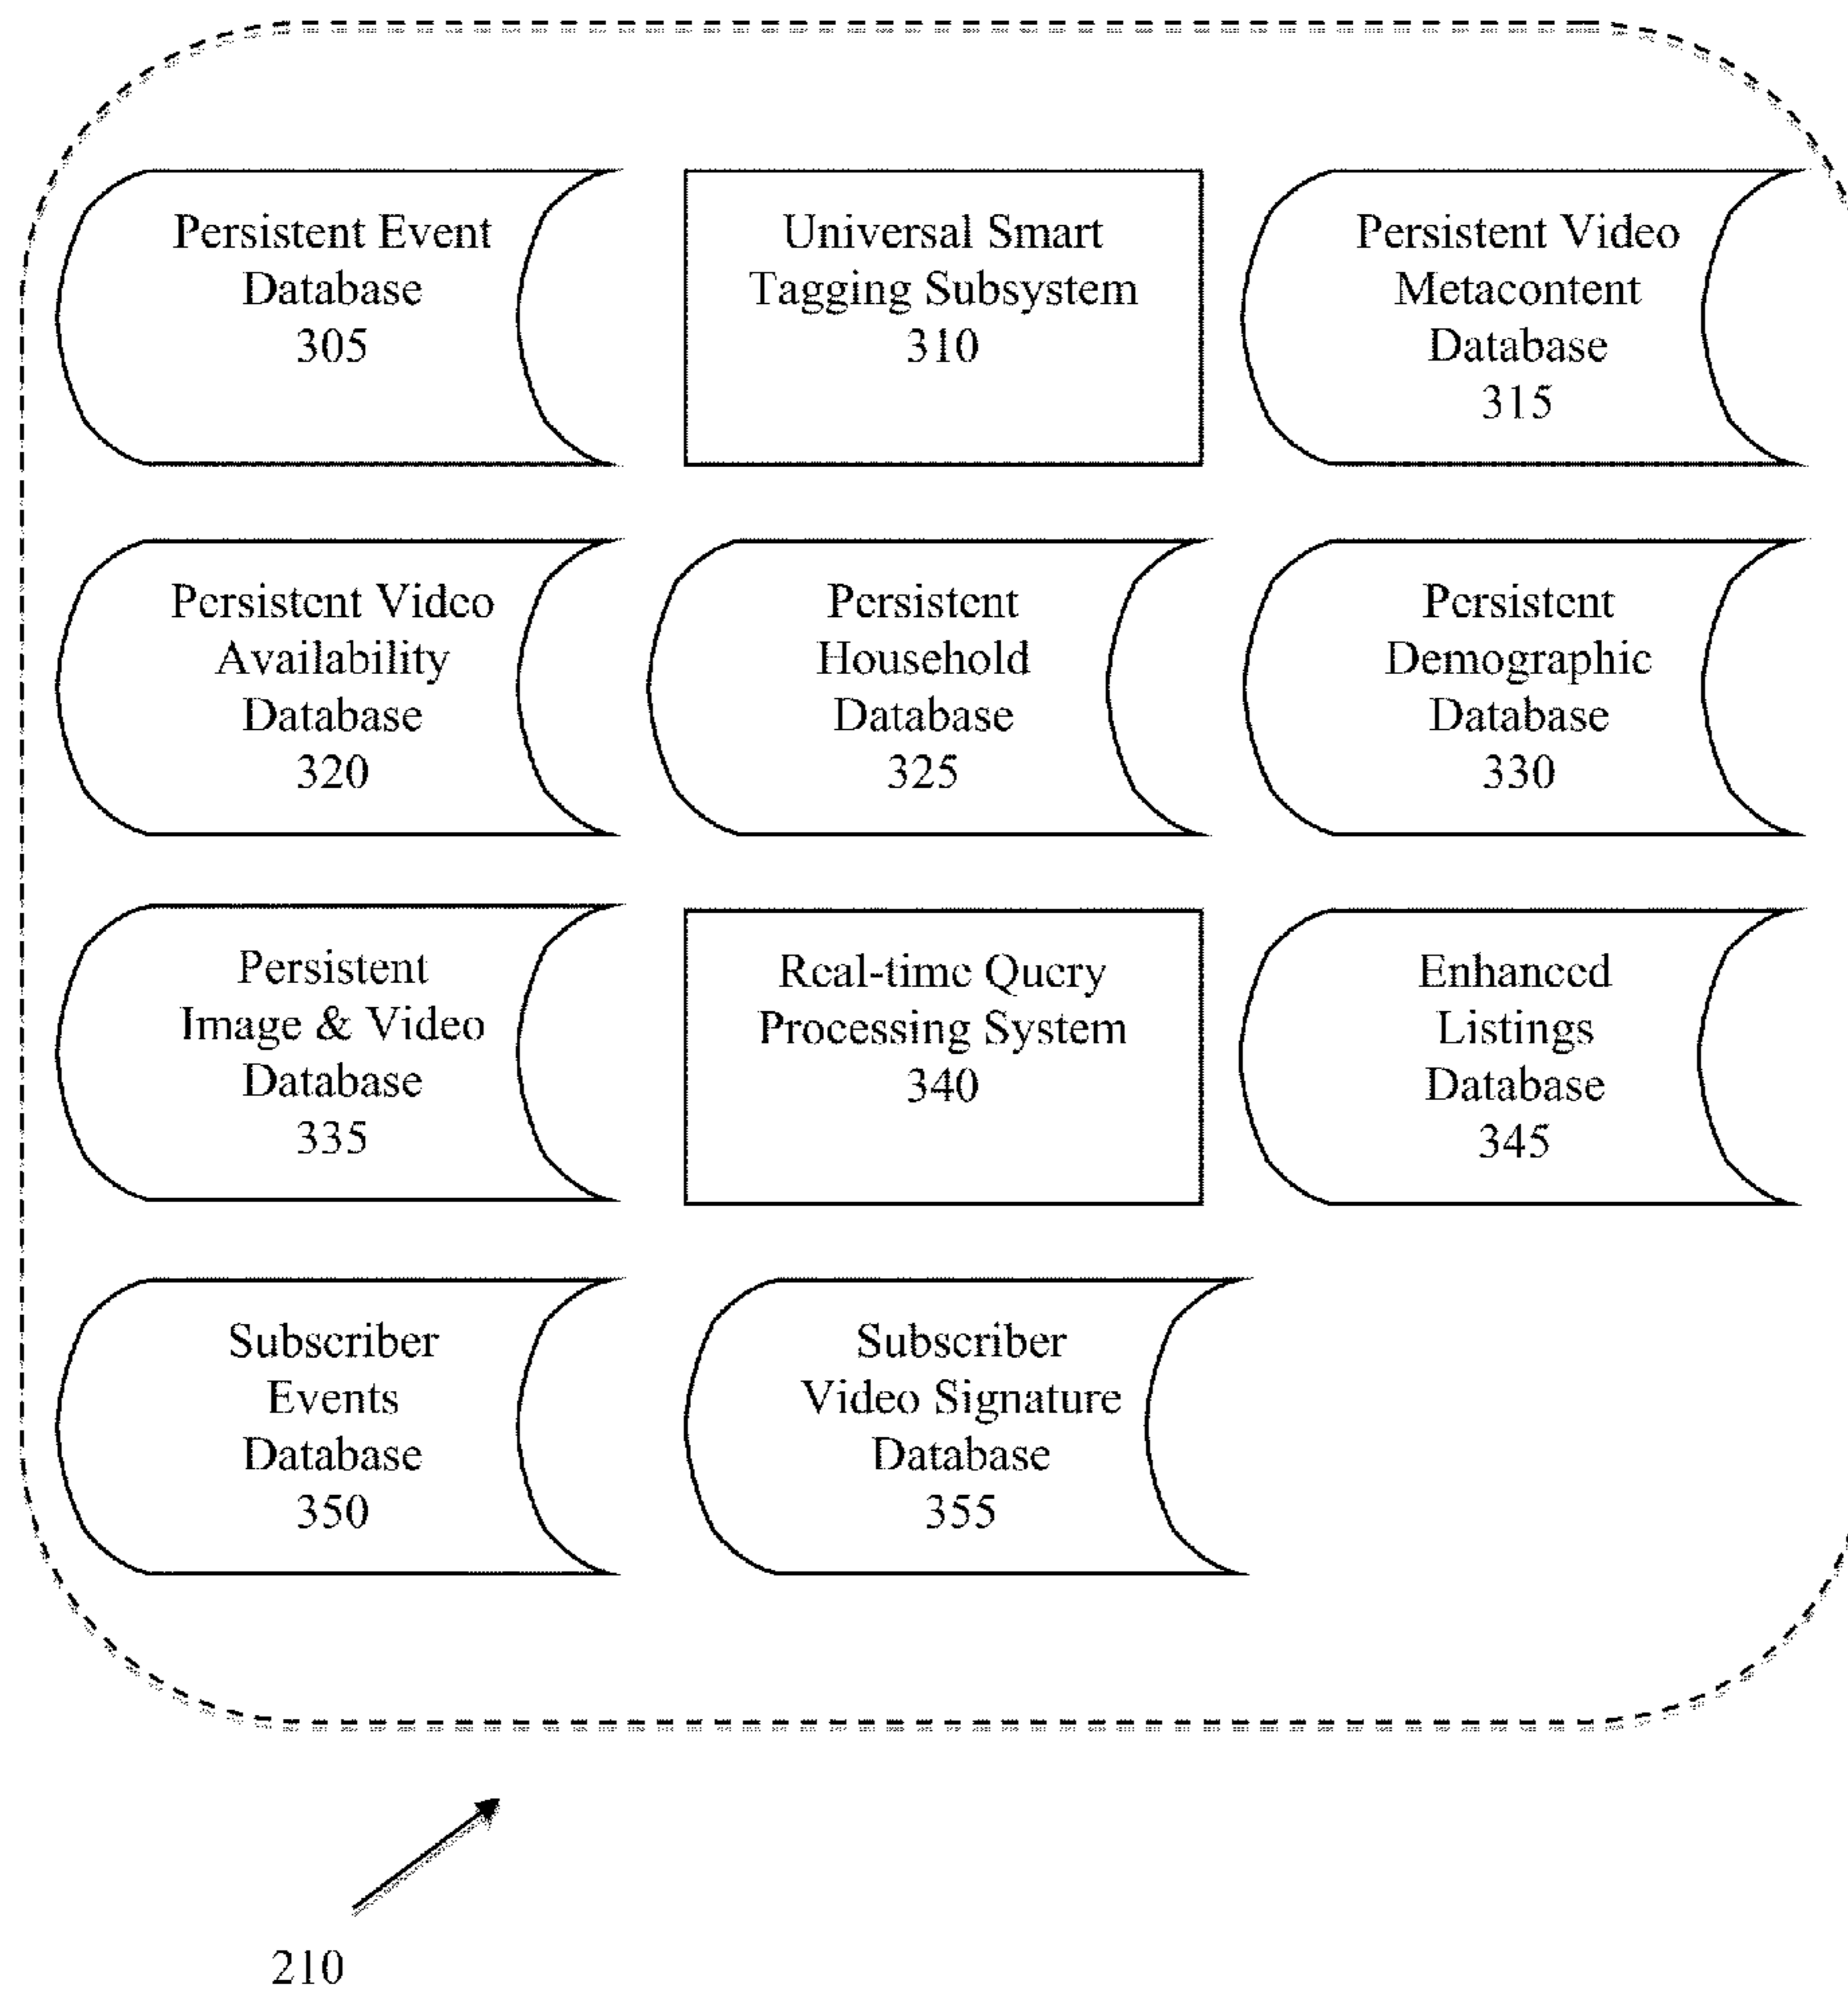 Persistent Event
Database
305
Universal Smart
Tagging Subsystem
310
Persistent Video
Metacontent
Database
315
Persistent Video
Availability
Database
320
Persistent
Household
Database
325
Persistent
Demographic
Database
330
Persistent
Image & Video
Database
335
Real-time Query
Processing System
340
Enhanced
Listings
Database
345
Subscriber
Events
Database
350
Subscriber
Video Signature
Database
355
210